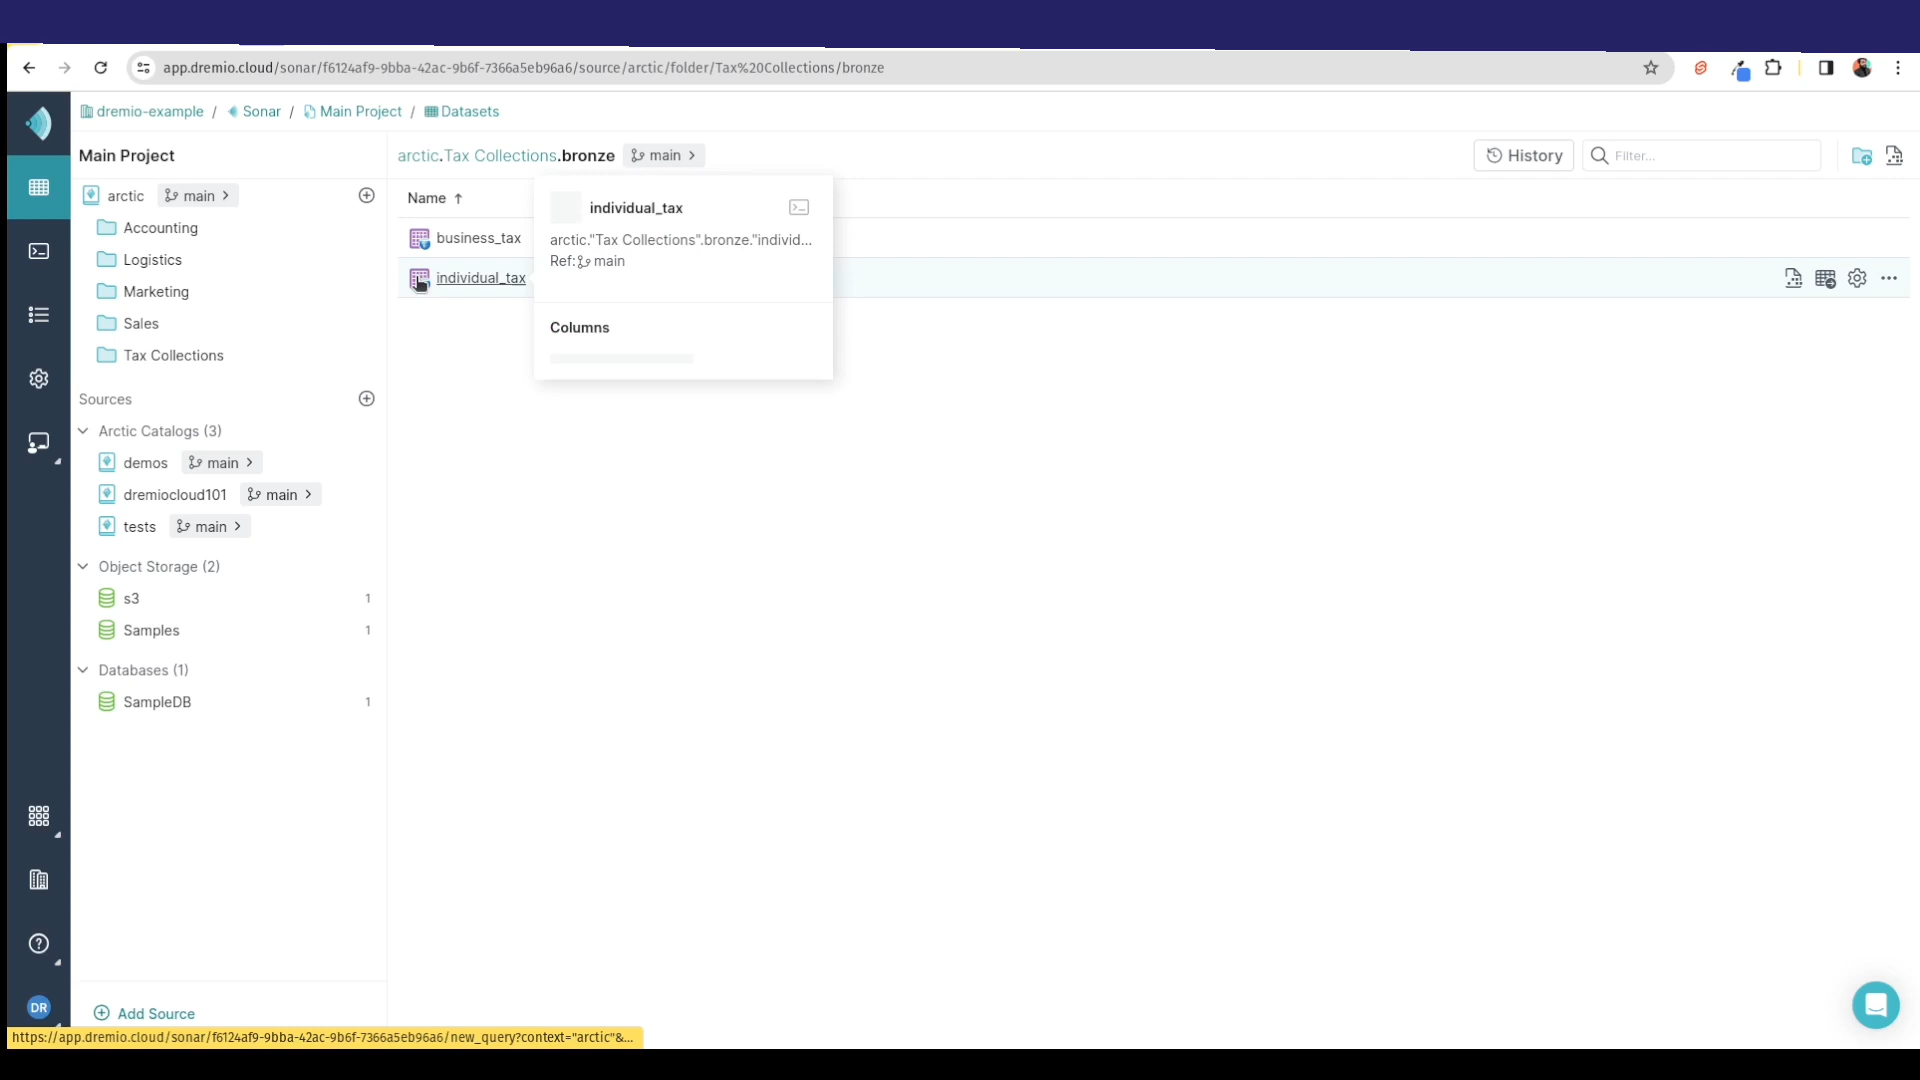 app.dremio.cloud/sonar/f6124af9-9bba-42ac-9b6f-7366a5eb96a6/source/arctic/folder/Tax%20Collections/bronze
dremio-example / Sonar / Main Project / Datasets
Main Project
arctic.Tax Collections.bronze main
History
Filter...
arctic main
Accounting
Logistics
Marketing
Sales
Tax Collections
Sources
Arctic Catalogs (3)
demos main
dremiocloud101 main
tests main
Object Storage (2)
s3 1
Samples 1
Databases (1)
SampleDB 1
Add Source
DR
Name
business_tax
individual_tax
individual_tax
arctic."Tax Collections".bronze."individ...
Ref: main
Columns
https://app.dremio.cloud/sonar/f6124af9-9bba-42ac-9b6f-7366a5eb96a6/new_query?context="arctic"&...